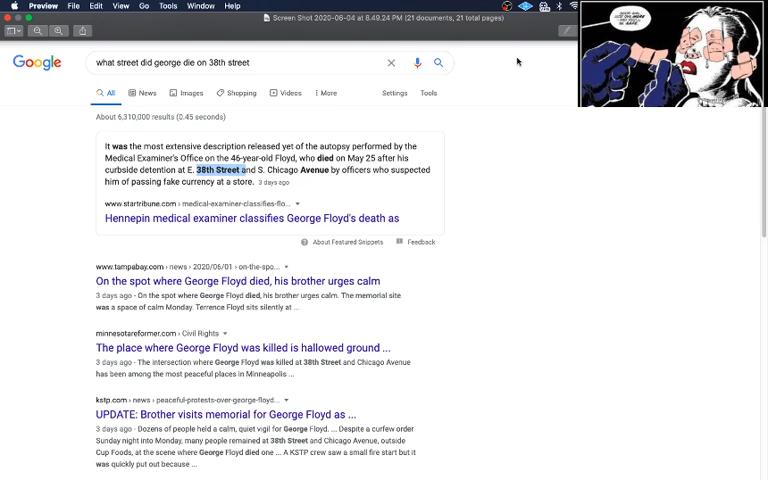 Preview File Edit View Go Tools Window Help
Screen Shot 2020-06-04 at 8.49.24 PM (21 documents, 21 total pages)
Google
what street did george die on 38th street
All News Images Shopping Videos More Settings Tools
About 6,310,000 results (0.45 seconds)
It was the most extensive description released yet of the autopsy performed by the
Medical Examiner's Office on the 46-year-old Floyd, who died on May 25 after his
curbside detention at E. 38th Street and S. Chicago Avenue by officers who suspected
him of passing fake currency at a store. 3 days ago
www.startribune.com › medical-examiner-classifies-flo...
Hennepin medical examiner classifies George Floyd's death as
About Featured Snippets Feedback
www.tampabay.com › news › 2020/06/01 › on-the-spo...
On the spot where George Floyd died, his brother urges calm
3 days ago - On the spot where George Floyd died, his brother urges calm. The memorial site
was a space of calm Monday. Terrence Floyd sits silently at ...
minnesotareformer.com › Civil Rights
The place where George Floyd was killed is hallowed ground ...
3 days ago - The intersection where George Floyd was killed at 38th Street and Chicago Avenue
has been among the most peaceful places in Minneapolis ...
kstp.com › news › peaceful-protests-over-george-floyd...
UPDATE: Brother visits memorial for George Floyd as ...
3 days ago - Dozens of people held a calm, quiet vigil for George Floyd. ... Despite a curfew order
Sunday night into Monday, many people remained at 38th Street and Chicago Avenue, outside
Cup Foods, at the scene where George Floyd died one ... A KSTP crew saw a small fire start but it
was quickly put out because ...